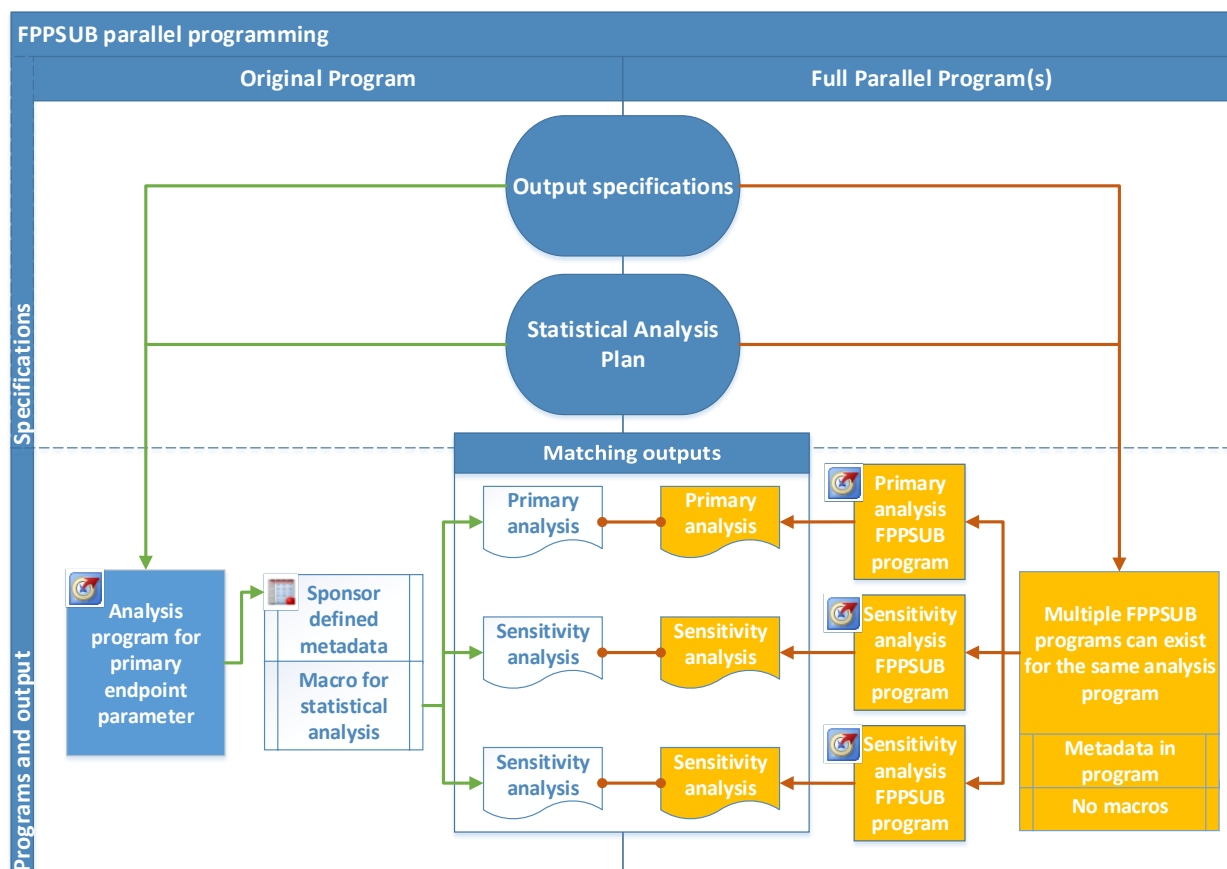 FPPSUB parallel programming
Original Program
Full Parallel Program(s)
Specifications
Output specifications
Statistical Analysis
Plan
Programs and output
Matching outputs
Primary
analysis
Primary
analysis
Primary
analysis
FPPSUB
program
Analysis
program for
primary
endpoint
parameter
Sponsor
defined
metadata
Macro for
statistical
analysis
Sensitivity
analysis
Sensitivity
analysis
Sensitivity
analysis
FPPSUB
program
Multiple FPPSUB
programs can exist
for the same analysis
program
Metadata in
program
No macros
Sensitivity
analysis
Sensitivity
analysis
Sensitivity
analysis
FPPSUB
program